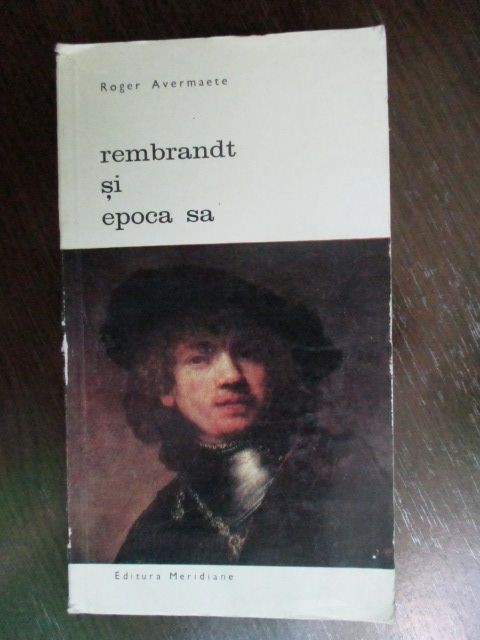 Roger Avermaete
rembrandt
și
epoca sa
Editura Meridiane